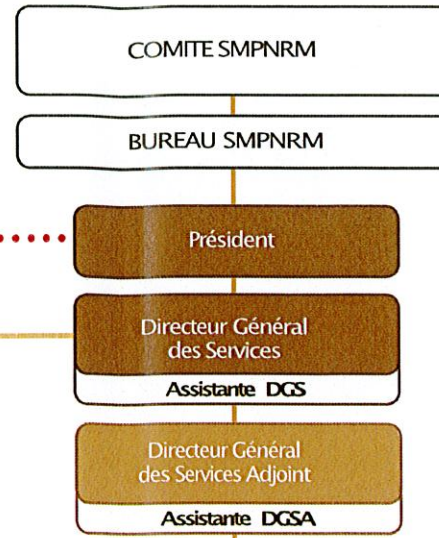 COMITE SMPNRM
BUREAU SMPNRM
Président
Directeur Général
des Services
Assistante DGS
Directeur Général
des Services Adjoint
Assistante DGSA